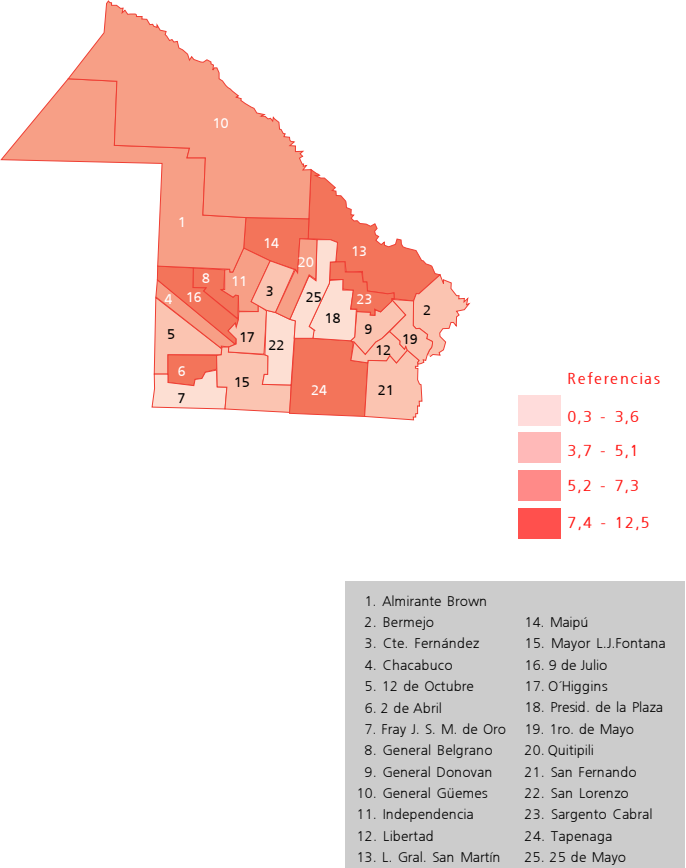 10
1
14
13
20
8
11
3
16
4
25
23
2
18
9
5
17
22
19
12
6
15
24
21
7
Referencias
0,3 - 3,6
3,7 - 5,1
5,2 - 7,3
7,4 - 12,5
1. Almirante Brown
2. Bermejo
3. Cte. Fernández
4. Chacabuco
5. 12 de Octubre
6. 2 de Abril
7. Fray J. S. M. de Oro
8. General Belgrano
9. General Donovan
10. General Güemes
11. Independencia
12. Libertad
13. L. Gral. San Martín
14. Maipú
15. Mayor L.J.Fontana
16. 9 de Julio
17. O´Higgins
18. Presid. de la Plaza
19. 1ro. de Mayo
20. Quitipili
21. San Fernando
22. San Lorenzo
23. Sargento Cabral
24. Tapenaga
25. 25 de Mayo